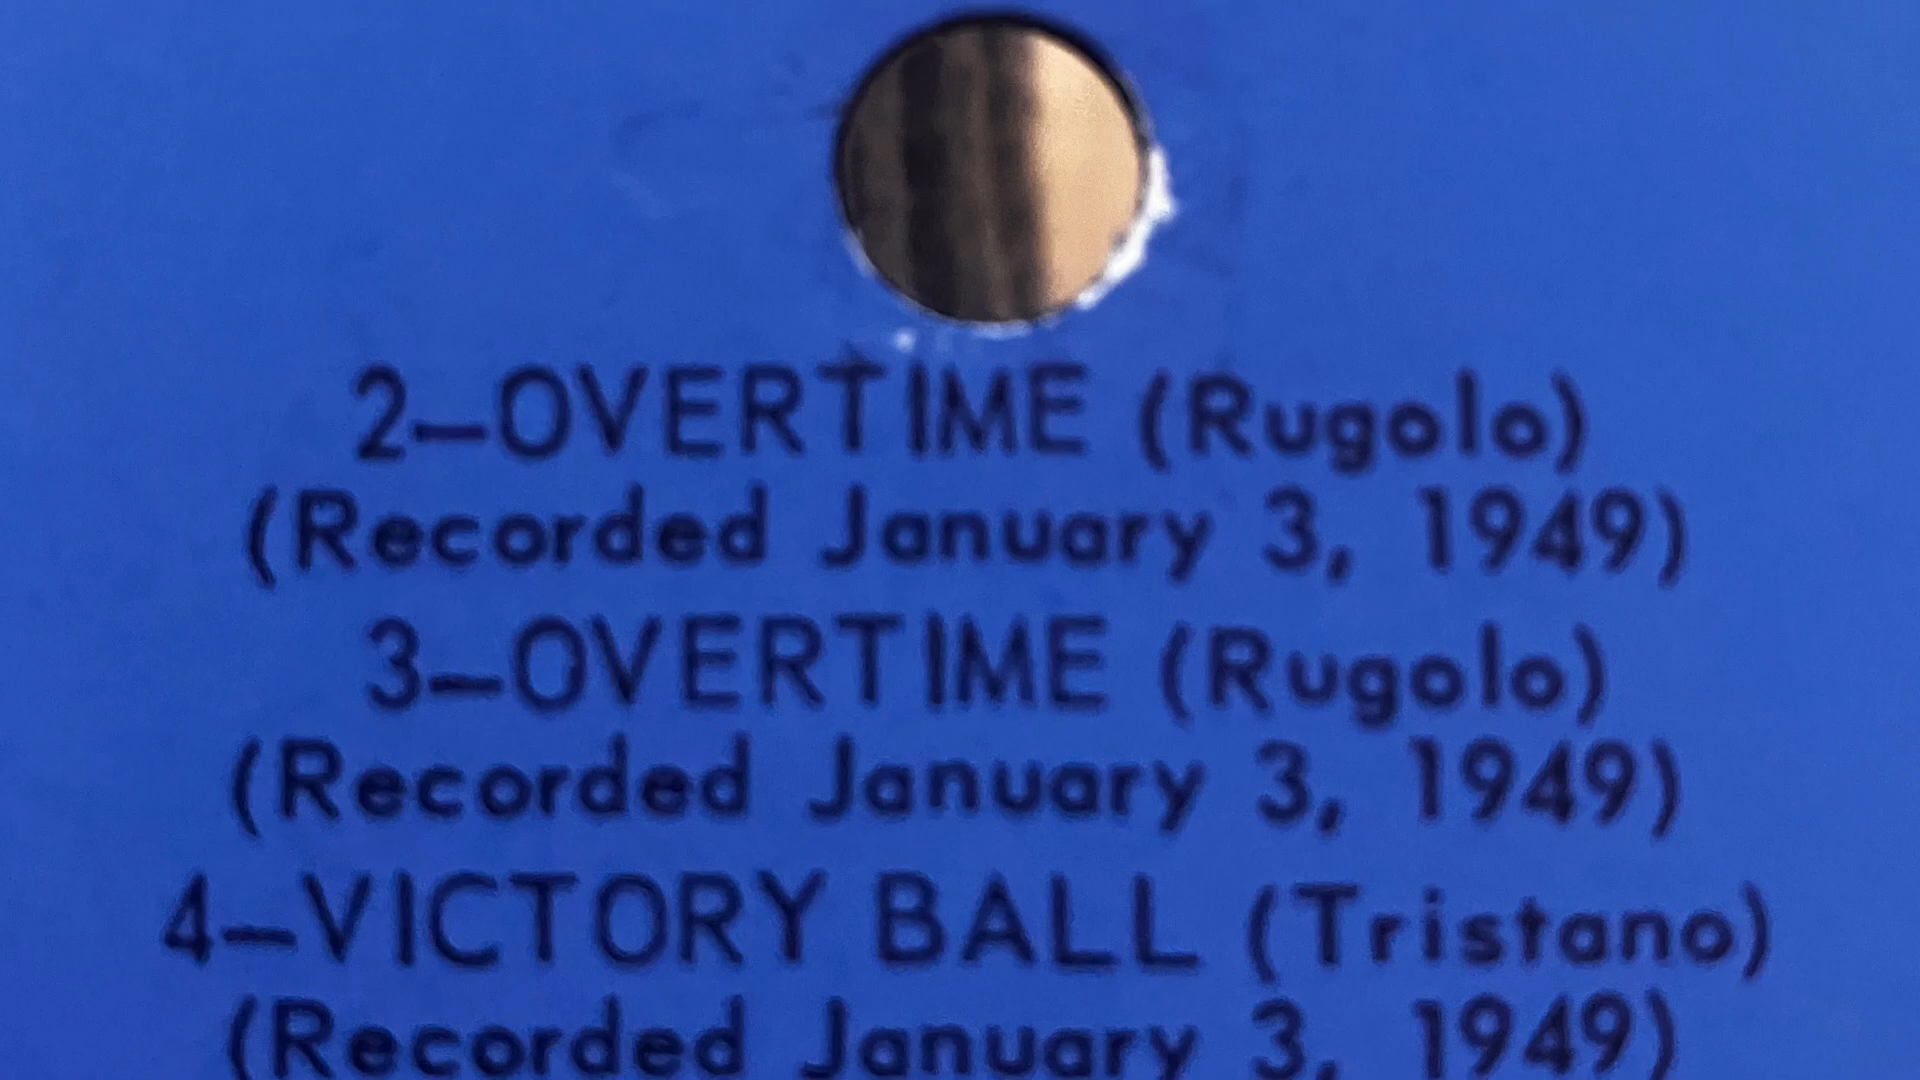 2–OVERTIME (Rugolo)
(Recorded January 3, 1949)
3–OVERTIME (Rugolo)
(Recorded January 3, 1949)
4–VICTORY BALL (Tristano)
(Recorded January 3, 1949)